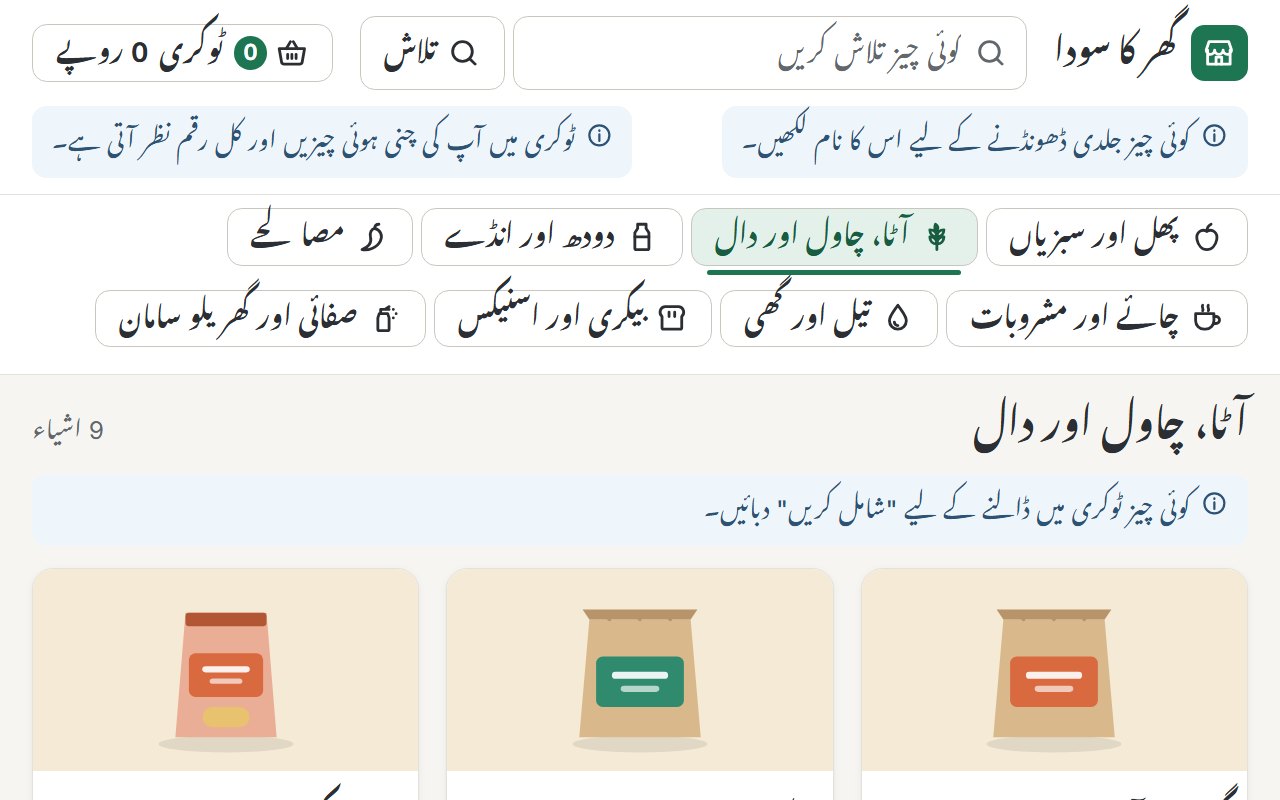 گھر کا سودا
کوئی چیز تلاش کریں
تلاش
0 ٹوکری 0 روپے
کوئی چیز جلدی ڈھونڈنے کے لیے اس کا نام لکھیں۔
ٹوکری میں آپ کی چنی ہوئی چیزیں اور کل رقم نظر آتی ہے۔
پھل اور سبزیاں
آٹا، چاول اور دال
دودھ اور انڈے
مصالحے
چائے اور مشروبات
تیل اور گھی
بیکری اور اسنیکس
صفائی اور گھریلو سامان
آٹا، چاول اور دال
9 اشیاء
کوئی چیز ٹوکری میں ڈالنے کے لیے "شامل کریں" دبائیں۔